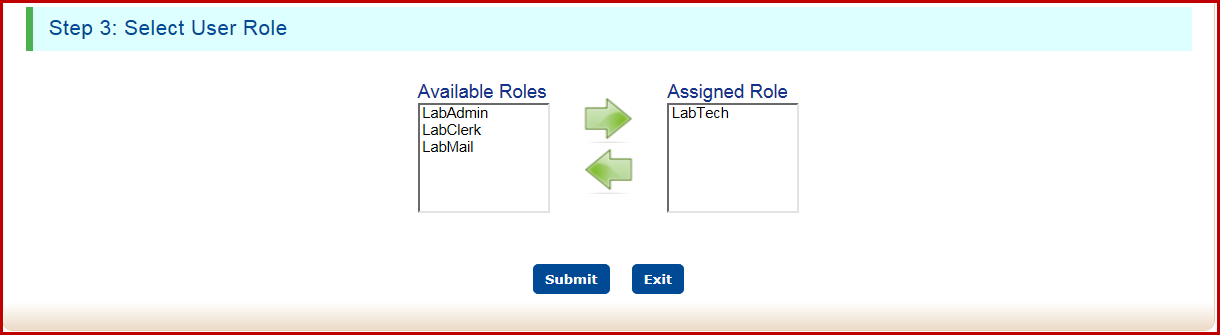 Step 3: Select User Role
Available Roles
LabAdmin
LabClerk
LabMail
Assigned Role
LabTech
Submit
Exit